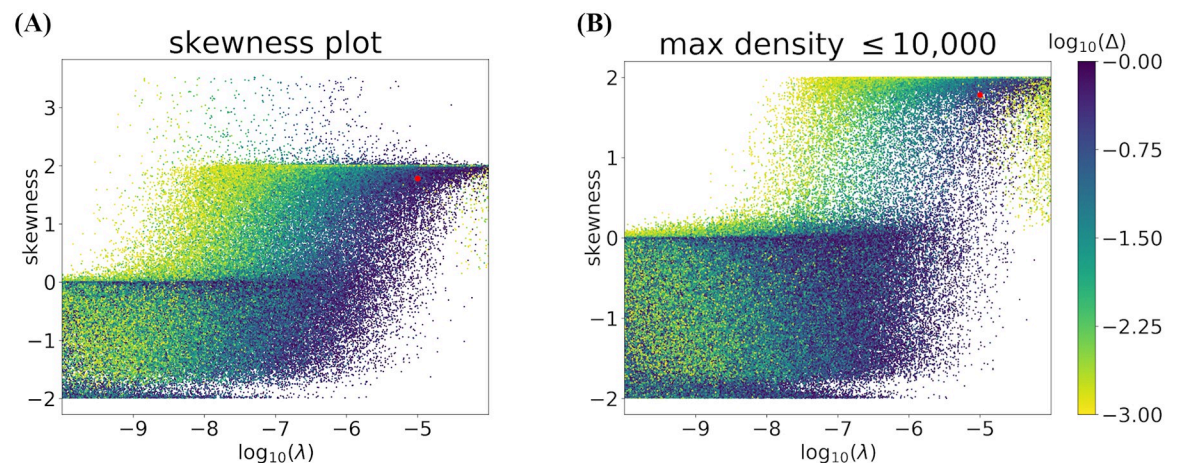 (A)
skewness plot
skewness
3
2
1
0
−1
−2
−9 −8 −7 −6 −5
log₁₀(λ)
(B)
max density ≤ 10,000
skewness
2
1
0
−1
−2
−9 −8 −7 −6 −5
log₁₀(λ)
log₁₀(Δ)
−0.00
−0.75
−1.50
−2.25
−3.00